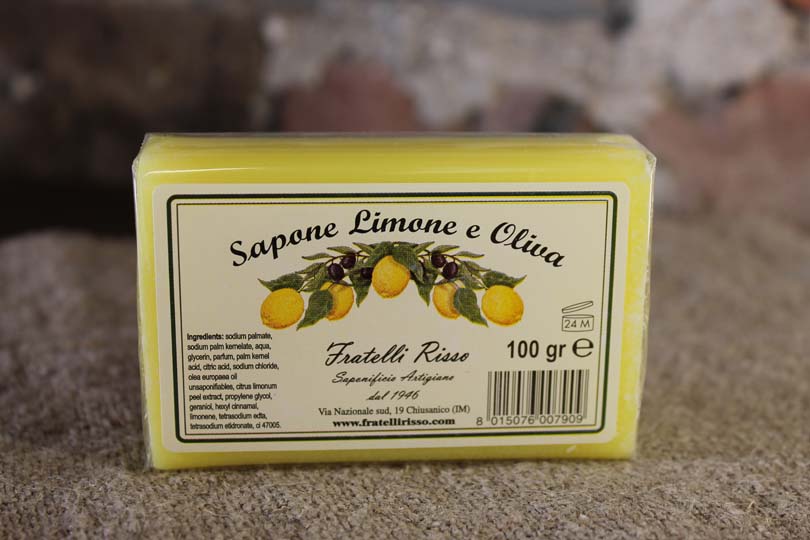 Sapone Limone e Oliva
24 M
Ingredients: sodium palmate,
sodium palm kernelate, aqua,
glycerin, parfum, palm kernel
acid, citric acid, sodium chloride,
olea europaea oil
unsaponifiables, citrus limonum
peel extract, propylene glycol,
geraniol, hexyl cinnamal,
limonene, tetrasodium edta,
tetrasodium etidronate, ci 47005.
Fratelli Risso
Saponificio Artigiano
dal 1946
Via Nazionale sud, 19 Chiusanico (IM)
www.fratellirisso.com
100 gr ℮
8 015076 007909